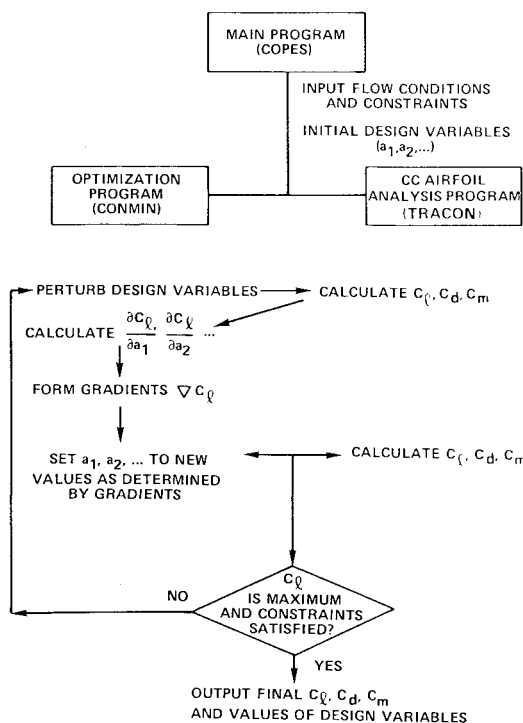 MAIN PROGRAM
(COPES)
INPUT FLOW CONDITIONS
AND CONSTRAINTS
INITIAL DESIGN VARIABLES
(a1,a2,...)
OPTIMIZATION
PROGRAM
(CONMIN)
CC AIRFOIL
ANALYSIS PROGRAM
(TRACON)
PERTURB DESIGN VARIABLES
CALCULATE Cℓ, Cd, Cm
CALCULATE ∂Cℓ/∂a1, ∂Cℓ/∂a2 ...
FORM GRADIENTS ▽ Cℓ
SET a1, a2, ... TO NEW
VALUES AS DETERMINED
BY GRADIENTS
CALCULATE Cℓ, Cd, Cm
Cℓ
IS MAXIMUM
AND CONSTRAINTS
SATISFIED?
NO
YES
OUTPUT FINAL Cℓ, Cd, Cm
AND VALUES OF DESIGN VARIABLES